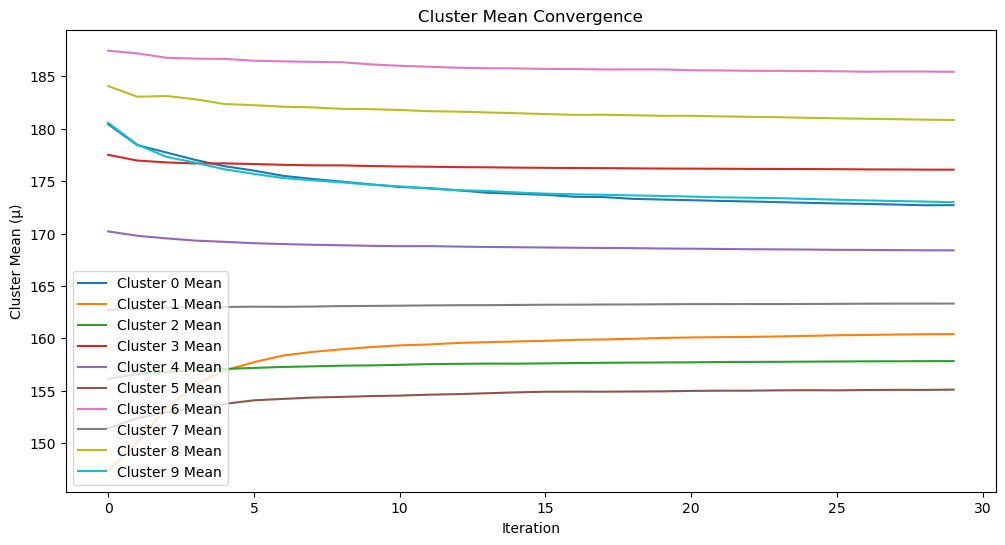 Cluster Mean Convergence
Cluster Mean (μ)
185
180
175
170
165
160
155
150
Cluster 0 Mean
Cluster 1 Mean
Cluster 2 Mean
Cluster 3 Mean
Cluster 4 Mean
Cluster 5 Mean
Cluster 6 Mean
Cluster 7 Mean
Cluster 8 Mean
Cluster 9 Mean
0 5 10 15 20 25 30
Iteration